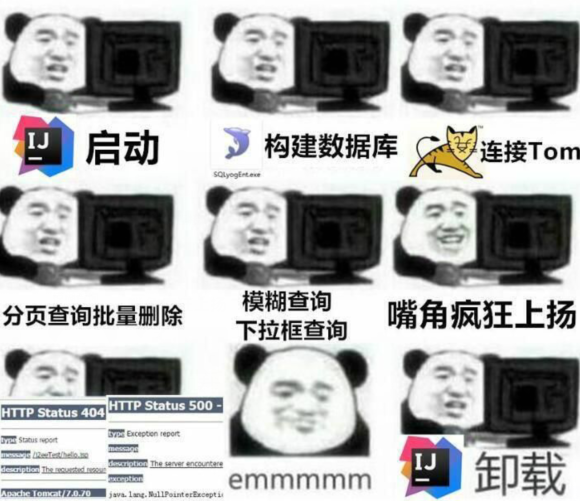 IJ
启动
SQLyogEnt.exe
构建数据库
连接Tom
分页查询批量删除
模糊查询
下拉框查询
嘴角疯狂上扬
HTTP Status 404
type Status report
message /J2eeTest/hello.jsp
description The requested resour
Apache Tomcat/7.0.70
HTTP Status 500 -
type Exception report
message
description The server encountere
exception
java.lang.NullPointerExcepti
emmmmm
IJ
卸载